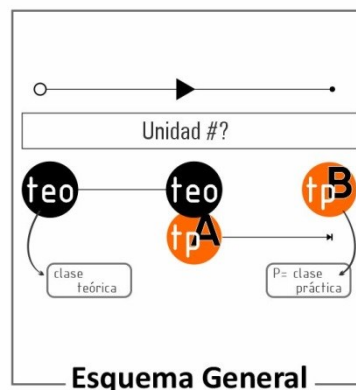 Unidad #?
teo teo tp B
tp A
clase
teórica
P= clase
práctica
Esquema General